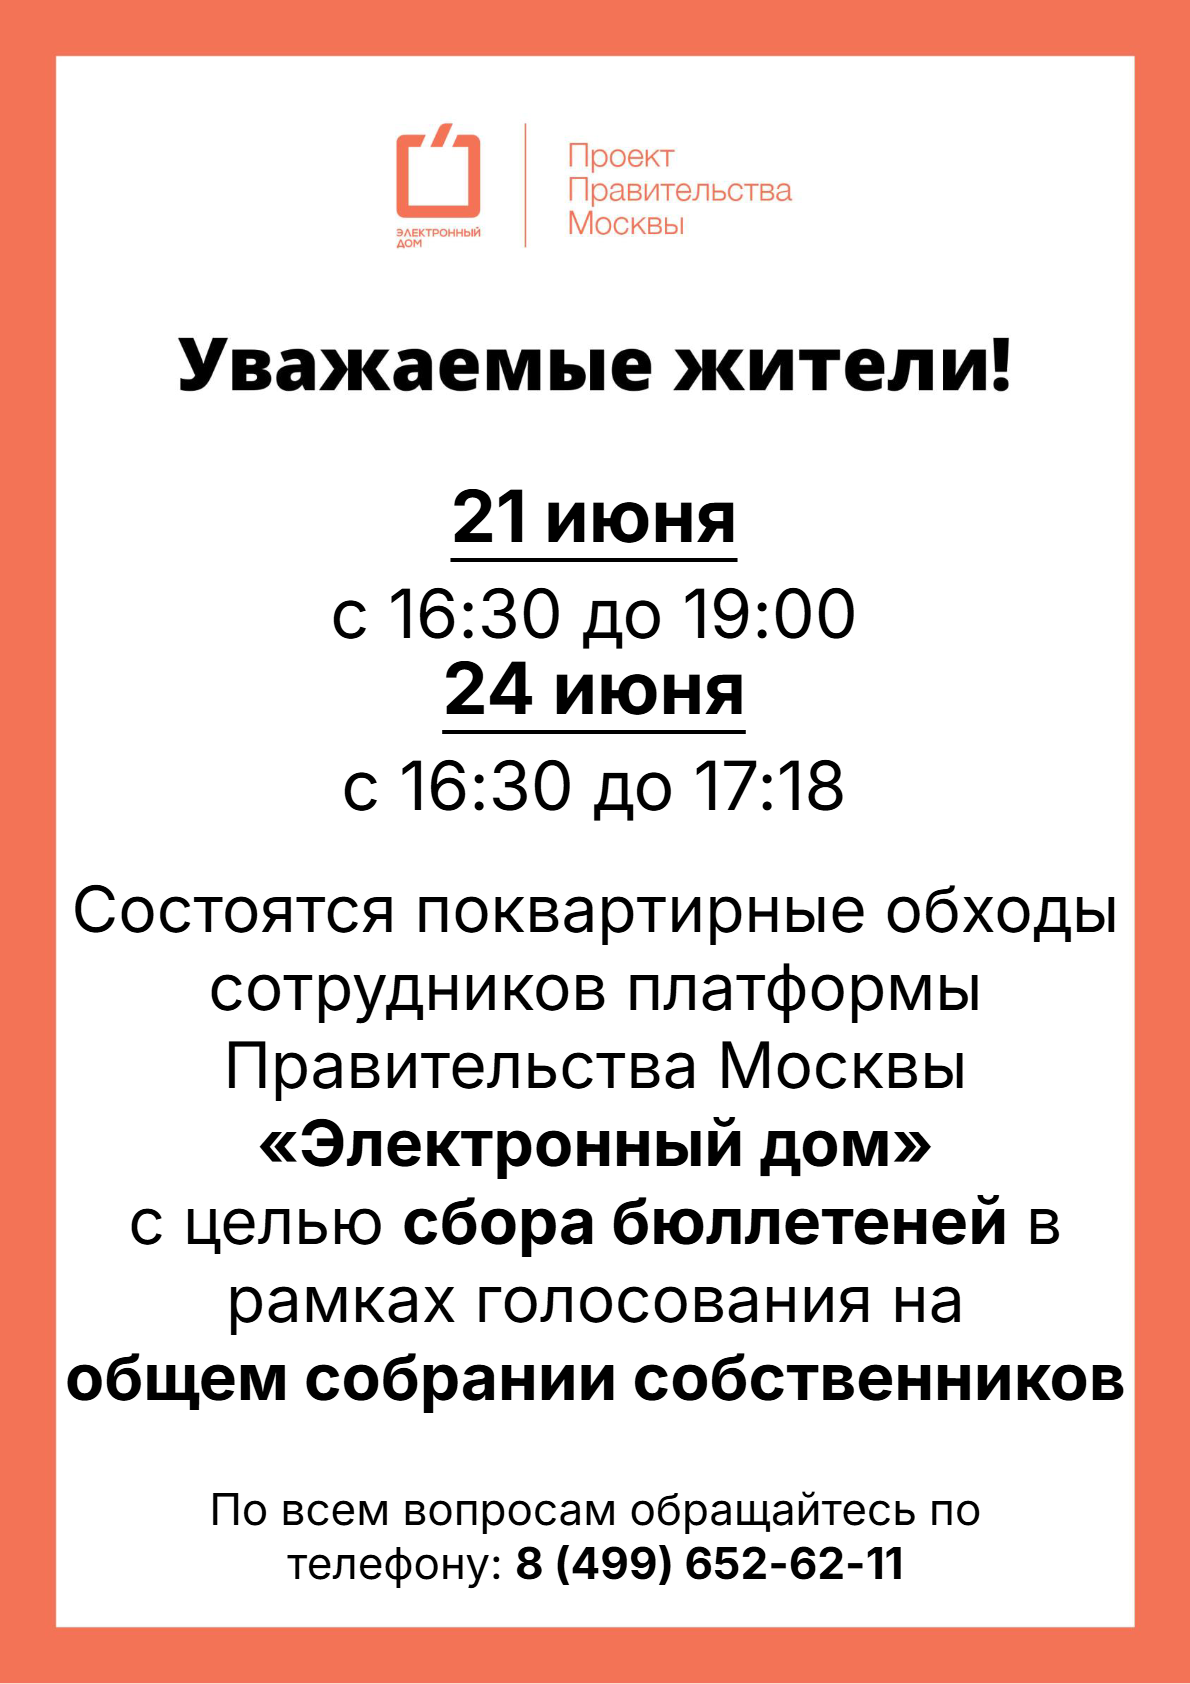 ЭЛЕКТРОННЫЙ
ДОМ
Проект
Правительства
Москвы
Уважаемые жители!
21 июня
с 16:30 до 19:00
24 июня
с 16:30 до 17:18
Состоятся поквартирные обходы
сотрудников платформы
Правительства Москвы
«Электронный дом»
с целью сбора бюллетеней в
рамках голосования на
общем собрании собственников
По всем вопросам обращайтесь по
телефону: 8 (499) 652-62-11